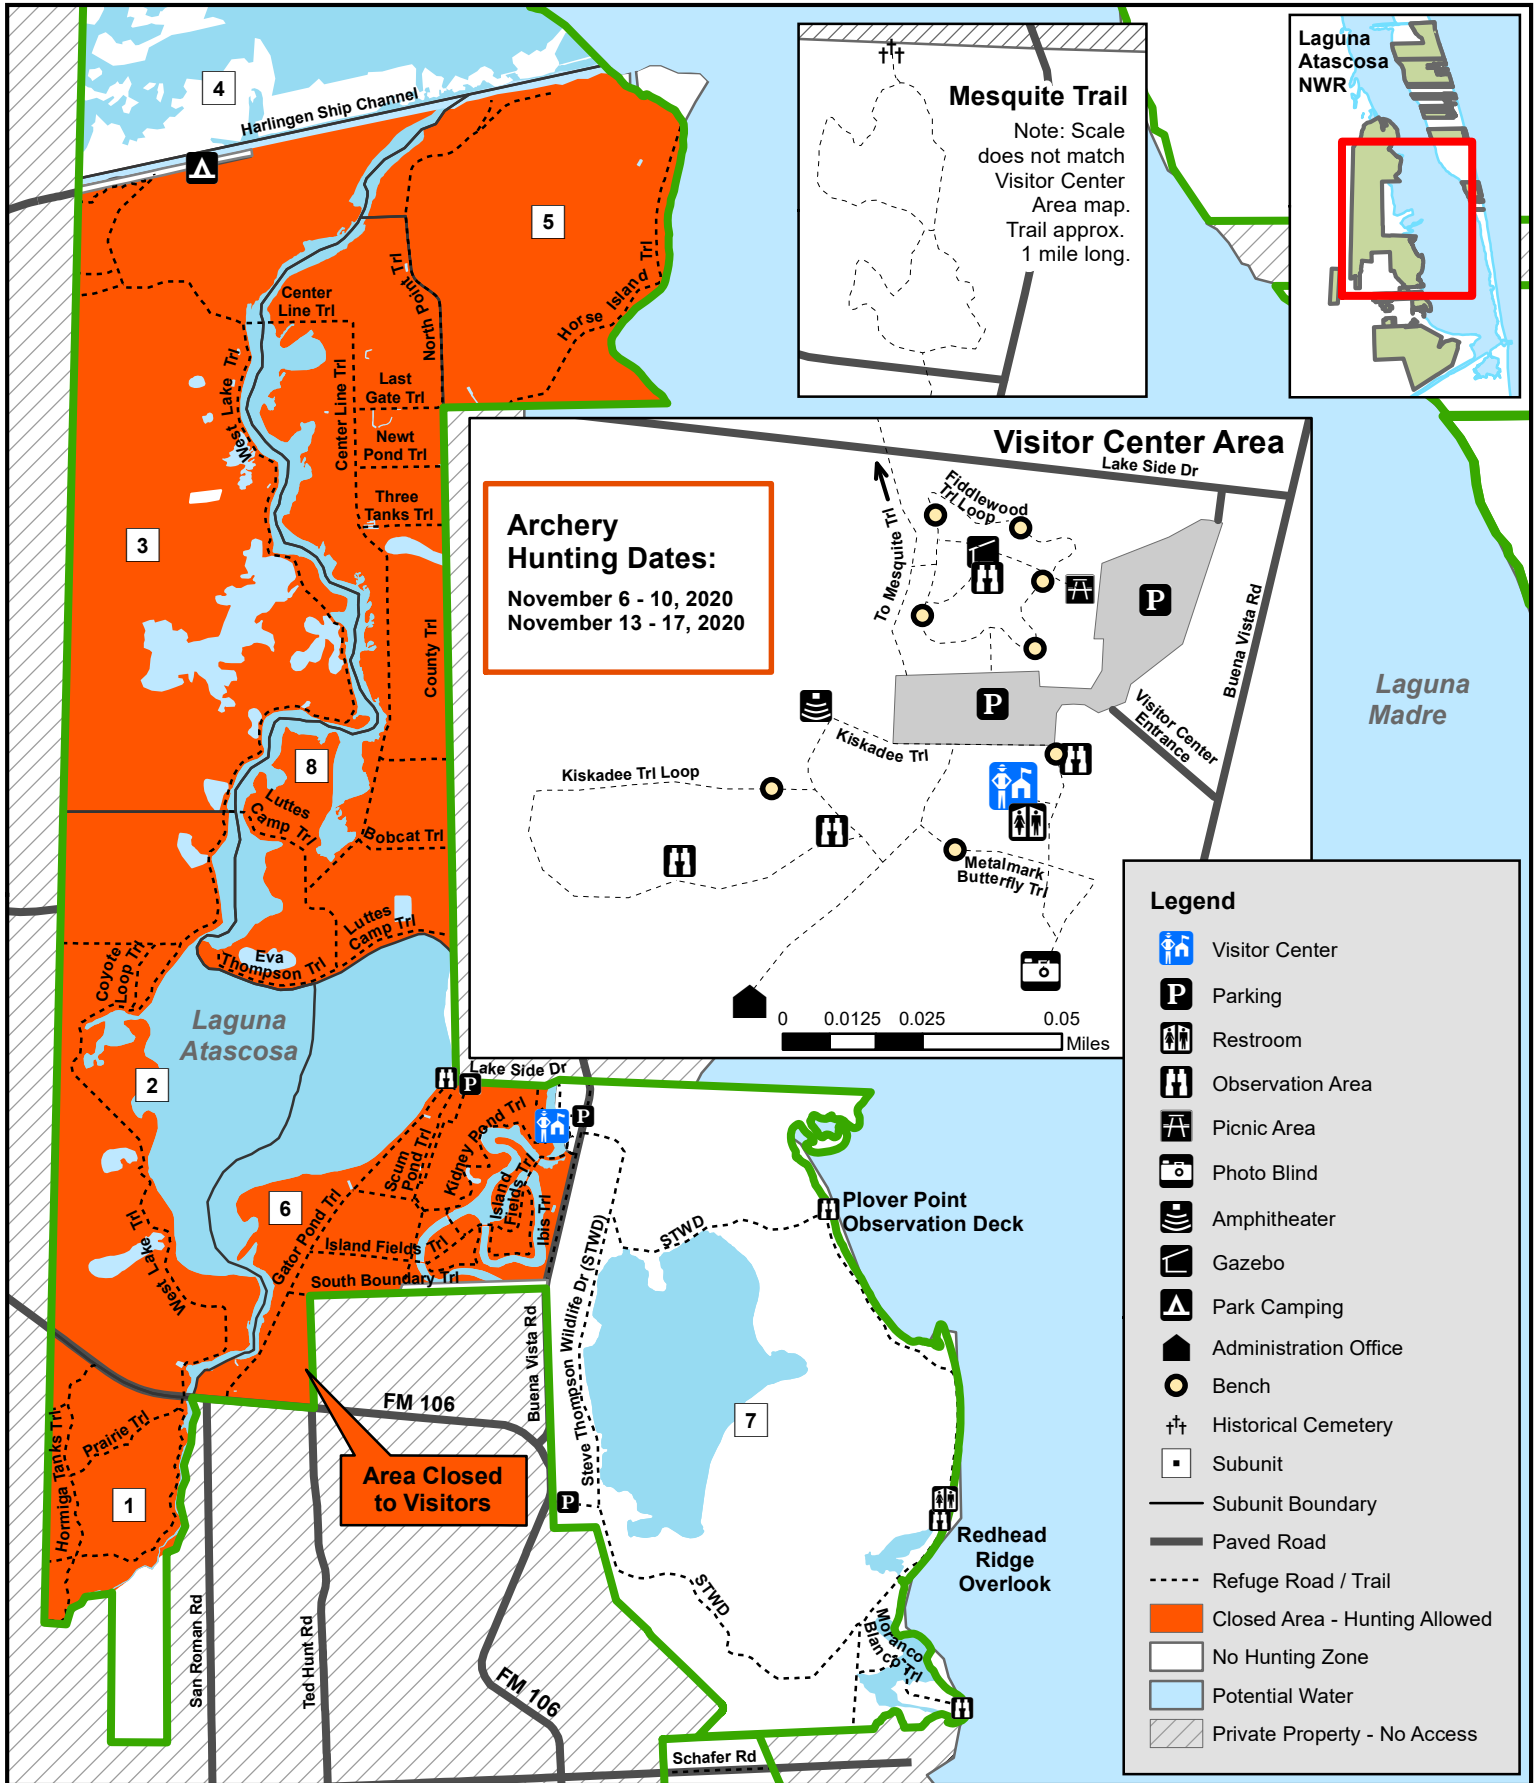 4
Harlingen Ship Channel
5
Mesquite Trail
Note: Scale
does not match
Visitor Center
Area map.
Trail approx.
1 mile long.
Laguna
Atascosa
NWR
North Point Trl
Horse Island Trl
Center
Line Trl
West Lake Trl
Center Line Trl
Last
Gate Trl
Newt
Pond Trl
Three
Tanks Trl
3
County Trl
8
Luttes
Camp Trl
Bobcat Trl
Luttes
Camp Trl
Eva
Thompson Trl
Coyote
Loop Trl
Laguna
Atascosa
2
Visitor Center Area
Lake Side Dr
Archery
Hunting Dates:
November 6 - 10, 2020
November 13 - 17, 2020
To Mesquite Trl
Fiddlewood
Trl Loop
P
Buena Vista Rd
P
Visitor Center
Entrance
Kiskadee Trl
Kiskadee Trl Loop
Metalmark
Butterfly Trl
0 0.0125 0.025 0.05
Miles
Laguna
Madre
Lake Side Dr
P
P
Scum
Pond Trl
Kidney Pond Trl
Island
Fields Trl
Ibis Trl
6
Gator Pond Trl
Island Fields Trl
South Boundary Trl
West Lake Trl
STWD
Plover Point
Observation Deck
Steve Thompson Wildlife Dr (STWD)
Buena Vista Rd
FM 106
7
Area Closed
to Visitors
P
Hormiga Tanks Trl
Prairie Trl
1
Redhead
Ridge
Overlook
STWD
Moranco
Blanco Trl
San Roman Rd
Ted Hunt Rd
FM 106
Schafer Rd
Legend
Visitor Center
P Parking
Restroom
Observation Area
Picnic Area
Photo Blind
Amphitheater
Gazebo
Park Camping
Administration Office
Bench
Historical Cemetery
Subunit
Subunit Boundary
Paved Road
Refuge Road / Trail
Closed Area - Hunting Allowed
No Hunting Zone
Potential Water
Private Property - No Access